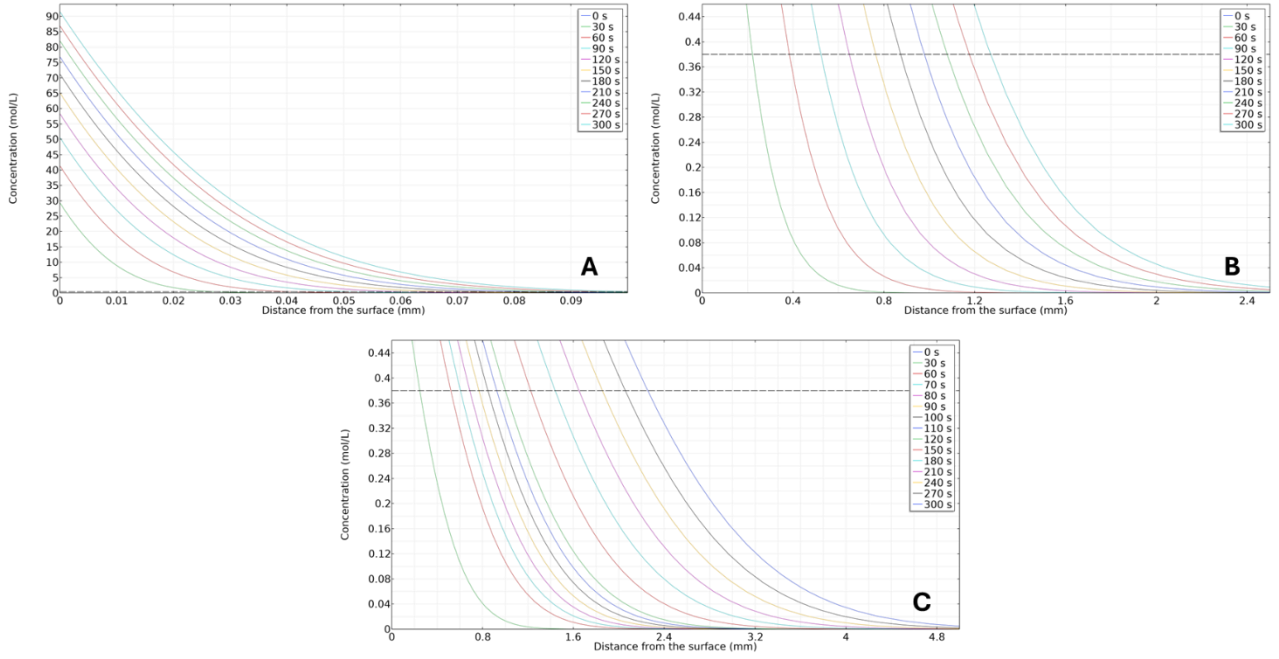 Concentration (mol/L)
90
85
80
75
70
65
60
55
50
45
40
35
30
25
20
15
10
5
0
0 0.01 0.02 0.03 0.04 0.05 0.06 0.07 0.08 0.09
Distance from the surface (mm)
0 s
30 s
60 s
90 s
120 s
150 s
180 s
210 s
240 s
270 s
300 s
A
Concentration (mol/L)
0.44
0.4
0.36
0.32
0.28
0.24
0.2
0.16
0.12
0.08
0.04
0
0 0.4 0.8 1.2 1.6 2 2.4
Distance from the surface (mm)
0 s
30 s
60 s
90 s
120 s
150 s
180 s
210 s
240 s
270 s
300 s
B
Concentration (mol/L)
0.44
0.4
0.36
0.32
0.28
0.24
0.2
0.16
0.12
0.08
0.04
0
0 0.8 1.6 2.4 3.2 4 4.8
Distance from the surface (mm)
0 s
30 s
60 s
70 s
80 s
90 s
100 s
110 s
120 s
150 s
180 s
210 s
240 s
270 s
300 s
C